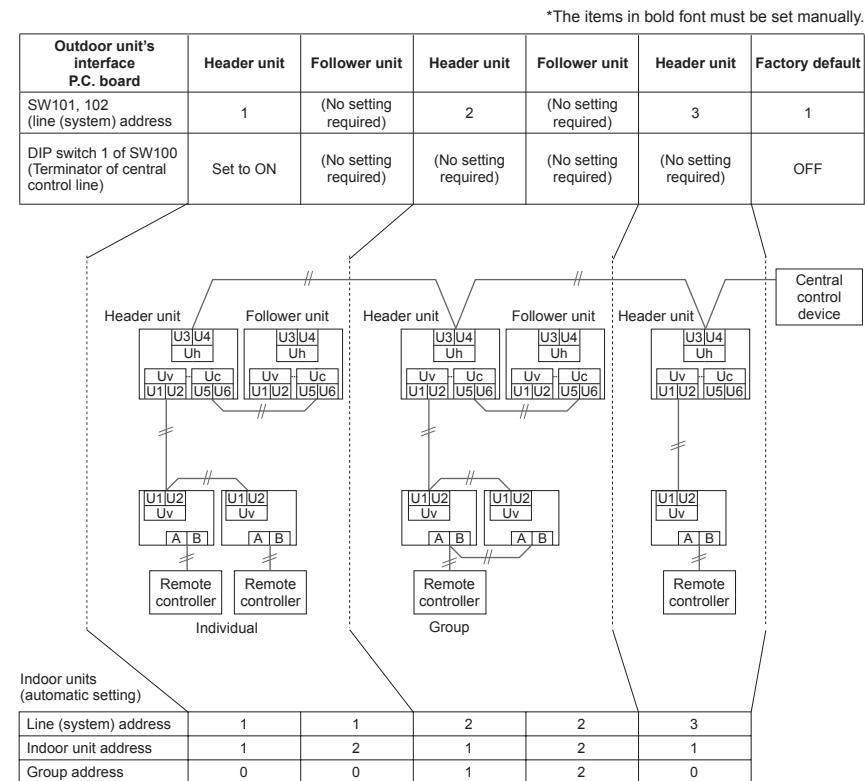 *The items in bold font must be set manually.
Outdoor unit's
interface
P.C. board
Header unit
Follower unit
Header unit
Follower unit
Header unit
Factory default
SW101, 102
(line (system) address
1
(No setting
required)
2
(No setting
required)
3
1
DIP switch 1 of SW100
(Terminator of central
control line)
Set to ON
(No setting
required)
(No setting
required)
(No setting
required)
(No setting
required)
OFF
Central
control
device
Header unit
Follower unit
Header unit
Follower unit
Header unit
U3 U4
Uh
Uv Uc
U1 U2 U5 U6
U3 U4
Uh
Uv Uc
U1 U2 U5 U6
U3 U4
Uh
Uv Uc
U1 U2 U5 U6
U3 U4
Uh
Uv Uc
U1 U2 U5 U6
U3 U4
Uh
Uv Uc
U1 U2 U5 U6
U1 U2
Uv
A B
U1 U2
Uv
A B
U1 U2
Uv
A B
U1 U2
Uv
A B
U1 U2
Uv
A B
Remote
controller
Remote
controller
Remote
controller
Remote
controller
Individual
Group
Indoor units
(automatic setting)
Line (system) address 1 1 2 2 3
Indoor unit address 1 2 1 2 1
Group address 0 0 1 2 0